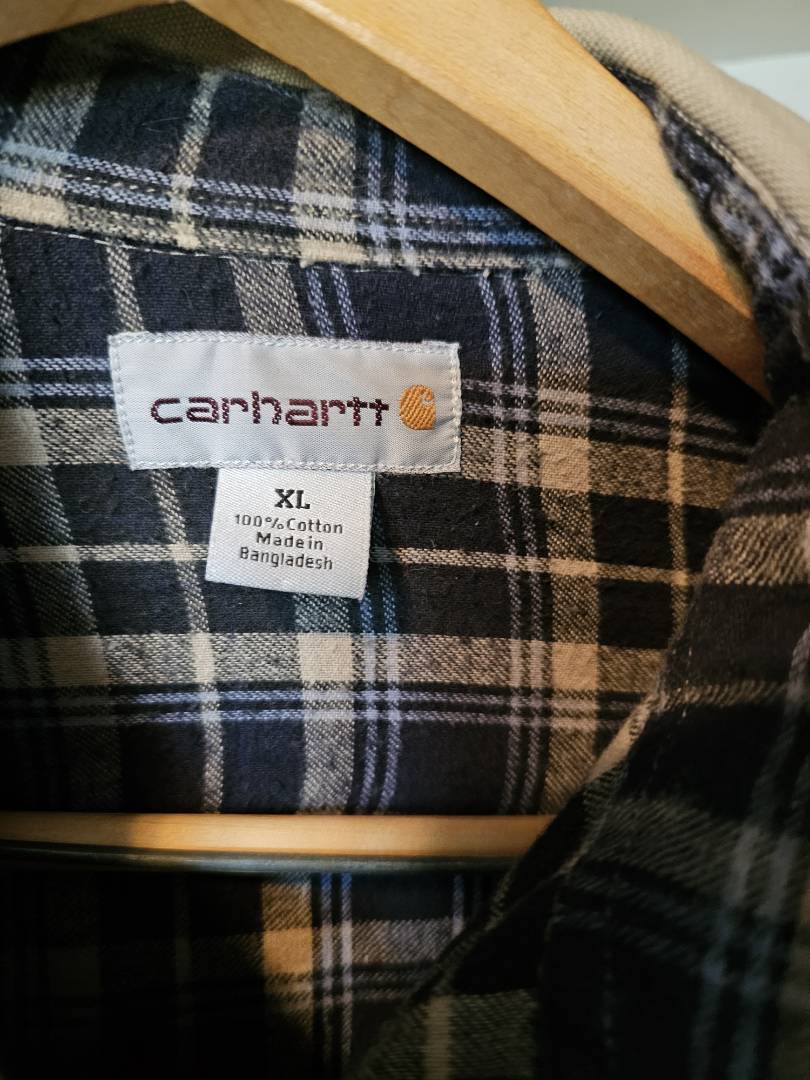 carhartt
XL
100% Cotton
Made in
Bangladesh